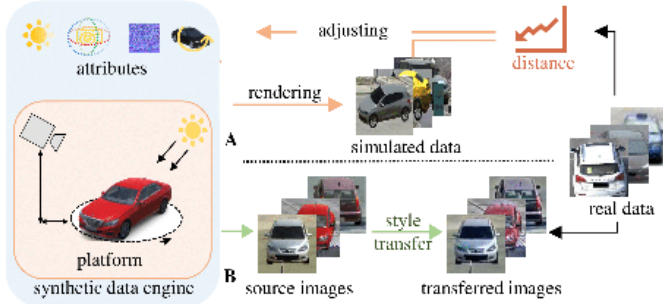 adjusting
attributes
distance
rendering
A
simulated data
real data
style
transfer
platform
B
source images
transferred images
synthetic data engine